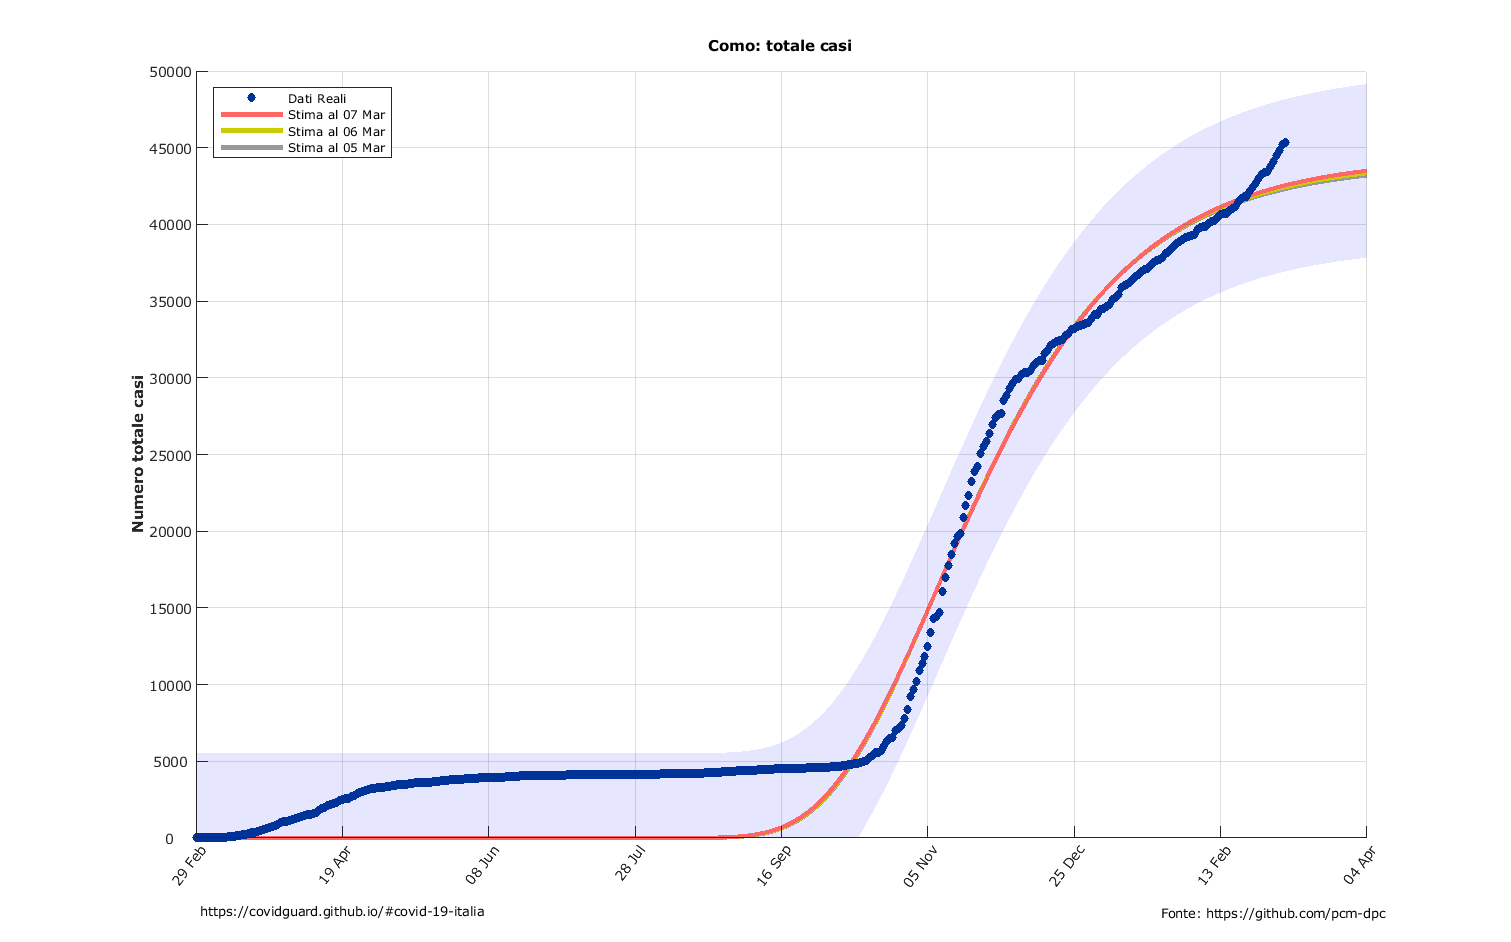 Como: totale casi
50000
45000
40000
35000
30000
25000
20000
15000
10000
5000
0
Numero totale casi
Dati Reali
Stima al 07 Mar
Stima al 06 Mar
Stima al 05 Mar
29 Feb
19 Apr
08 Jun
28 Jul
16 Sep
05 Nov
25 Dec
13 Feb
04 Apr
https://covidguard.github.io/#covid-19-italia
Fonte: https://github.com/pcm-dpc